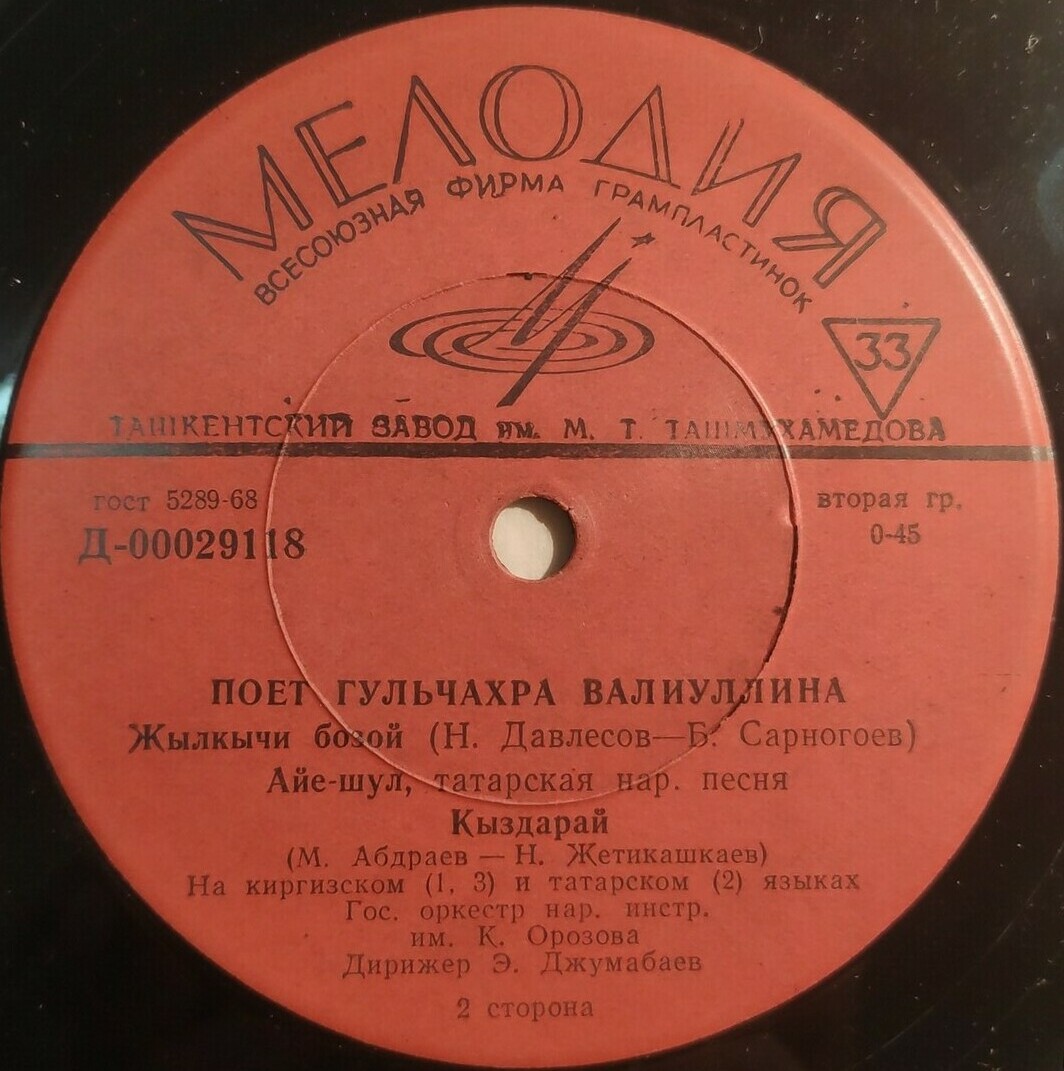 МЕЛОДИЯ
ВСЕСОЮЗНАЯ ФИРМА ГРАМПЛАСТИНОК
33
ТАШКЕНТСКИЙ ЗАВОД им. М. Т. ТАШМУХАМЕДОВА
гост 5289-68
вторая гр.
Д-00029118
0-45
ПОЕТ ГУЛЬЧАХРА ВАЛИУЛЛИНА
Жылкычи бозой (Н. Давлесов—Б. Сарногоев)
Айе-шул, татарская нар. песня
Кыздарай
(М. Абдраев — Н. Жетикашкаев)
На киргизском (1, 3) и татарском (2) языках
Гос. оркестр нар. инстр.
им. К. Орозова
Дирижер Э. Джумабаев
2 сторона